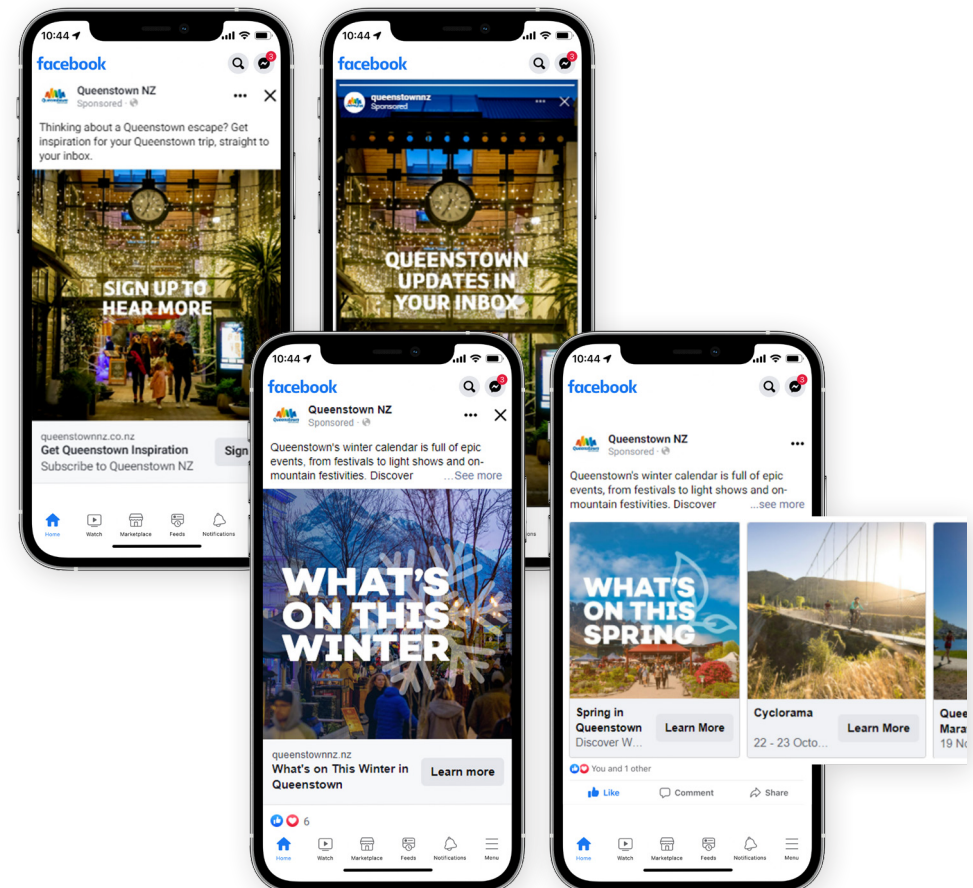 10:44
facebook
3
Queenstown NZ
Sponsored ·
Thinking about a Queenstown escape? Get
inspiration for your Queenstown trip, straight to
your inbox.
SIGN UP TO
HEAR MORE
queenstownnz.co.nz
Get Queenstown Inspiration
Subscribe to Queenstown NZ
Sign
Home
Watch
Marketplace
Feeds
Notifications
10:44
facebook
3
queenstownnz
Sponsored
QUEENSTOWN
UPDATES IN
YOUR INBOX
10:44
facebook
3
Queenstown NZ
Sponsored ·
Queenstown's winter calendar is full of epic
events, from festivals to light shows and on-
mountain festivities. Discover ...See more
WHAT'S
ON THIS
WINTER
queenstownnz.nz
What's on This Winter in
Queenstown
Learn more
6
Home
Watch
Marketplace
Feeds
Notifications
Menu
10:44
facebook
3
Queenstown NZ
Sponsored ·
Queenstown's winter calendar is full of epic
events, from festivals to light shows and on-
mountain festivities. Discover ...see more
WHAT'S
ON THIS
SPRING
Spring in
Queenstown
Discover W...
Learn More
Cyclorama
22 - 23 Octo...
Learn More
Quee
Mara
19 No
You and 1 other
Like
Comment
Share
Home
Watch
Marketplace
Feeds
Notifications
Menu